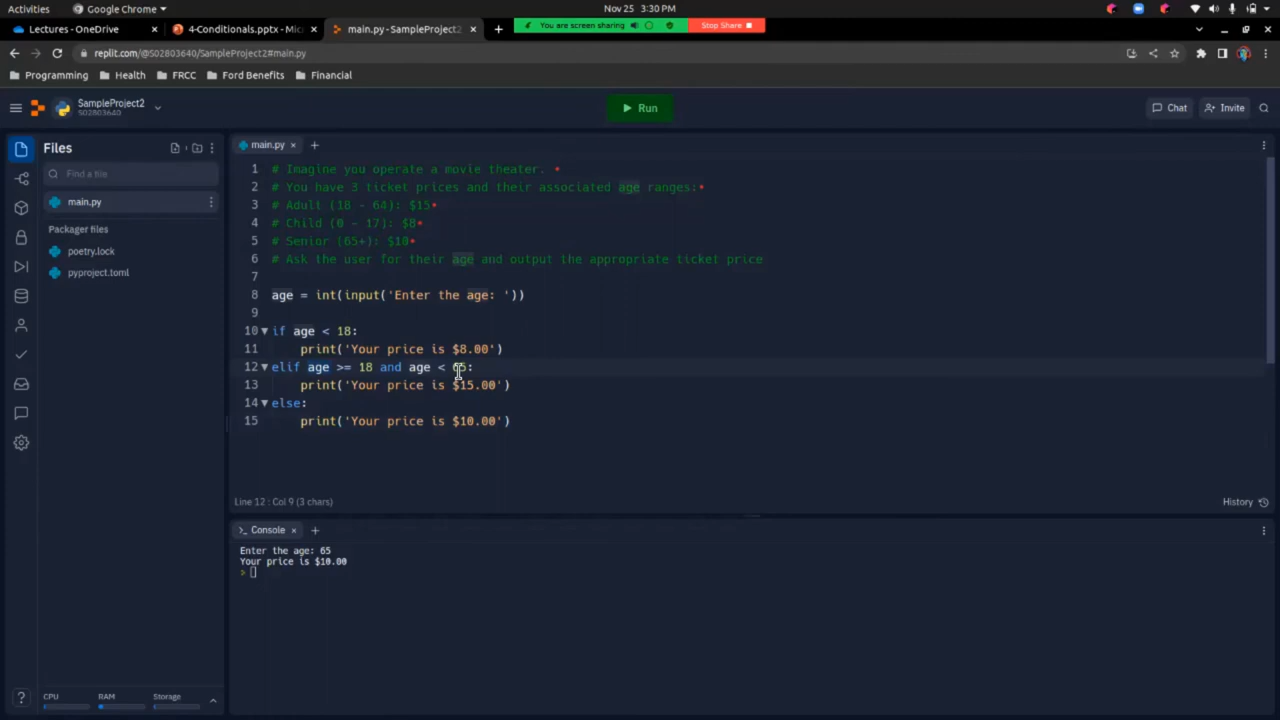 Activities
Google Chrome
Nov 25 3:30 PM
Lectures - OneDrive
4-Conditionals.pptx - Mic
main.py - SampleProject2
You are screen sharing
Stop Share
replit.com/@S02803640/SampleProject2#main.py
Programming
Health
FRCC
Ford Benefits
Financial
SampleProject2
S02803640
Run
Chat
Invite
Files
main.py
Find a file
main.py
Packager files
poetry.lock
pyproject.toml
1 # Imagine you operate a movie theater.
2 # You have 3 ticket prices and their associated age ranges:
3 # Adult (18 - 64): $15
4 # Child (0 - 17): $8
5 # Senior (65+): $10
6 # Ask the user for their age and output the appropriate ticket price
7
8 age = int(input('Enter the age: '))
9
10 if age < 18:
11 print('Your price is $8.00')
12 elif age >= 18 and age < 65:
13 print('Your price is $15.00')
14 else:
15 print('Your price is $10.00')
Line 12 : Col 9 (3 chars)
History
>_ Console
Enter the age: 65
Your price is $10.00
>
? CPU RAM Storage